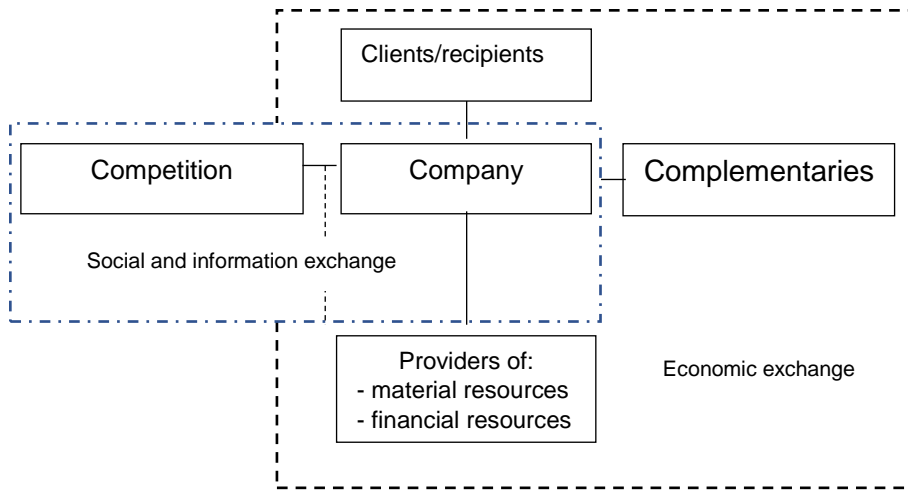 Clients/recipients
Competition
Company
Complementaries
Social and information exchange
Providers of:
- material resources
- financial resources
Economic exchange